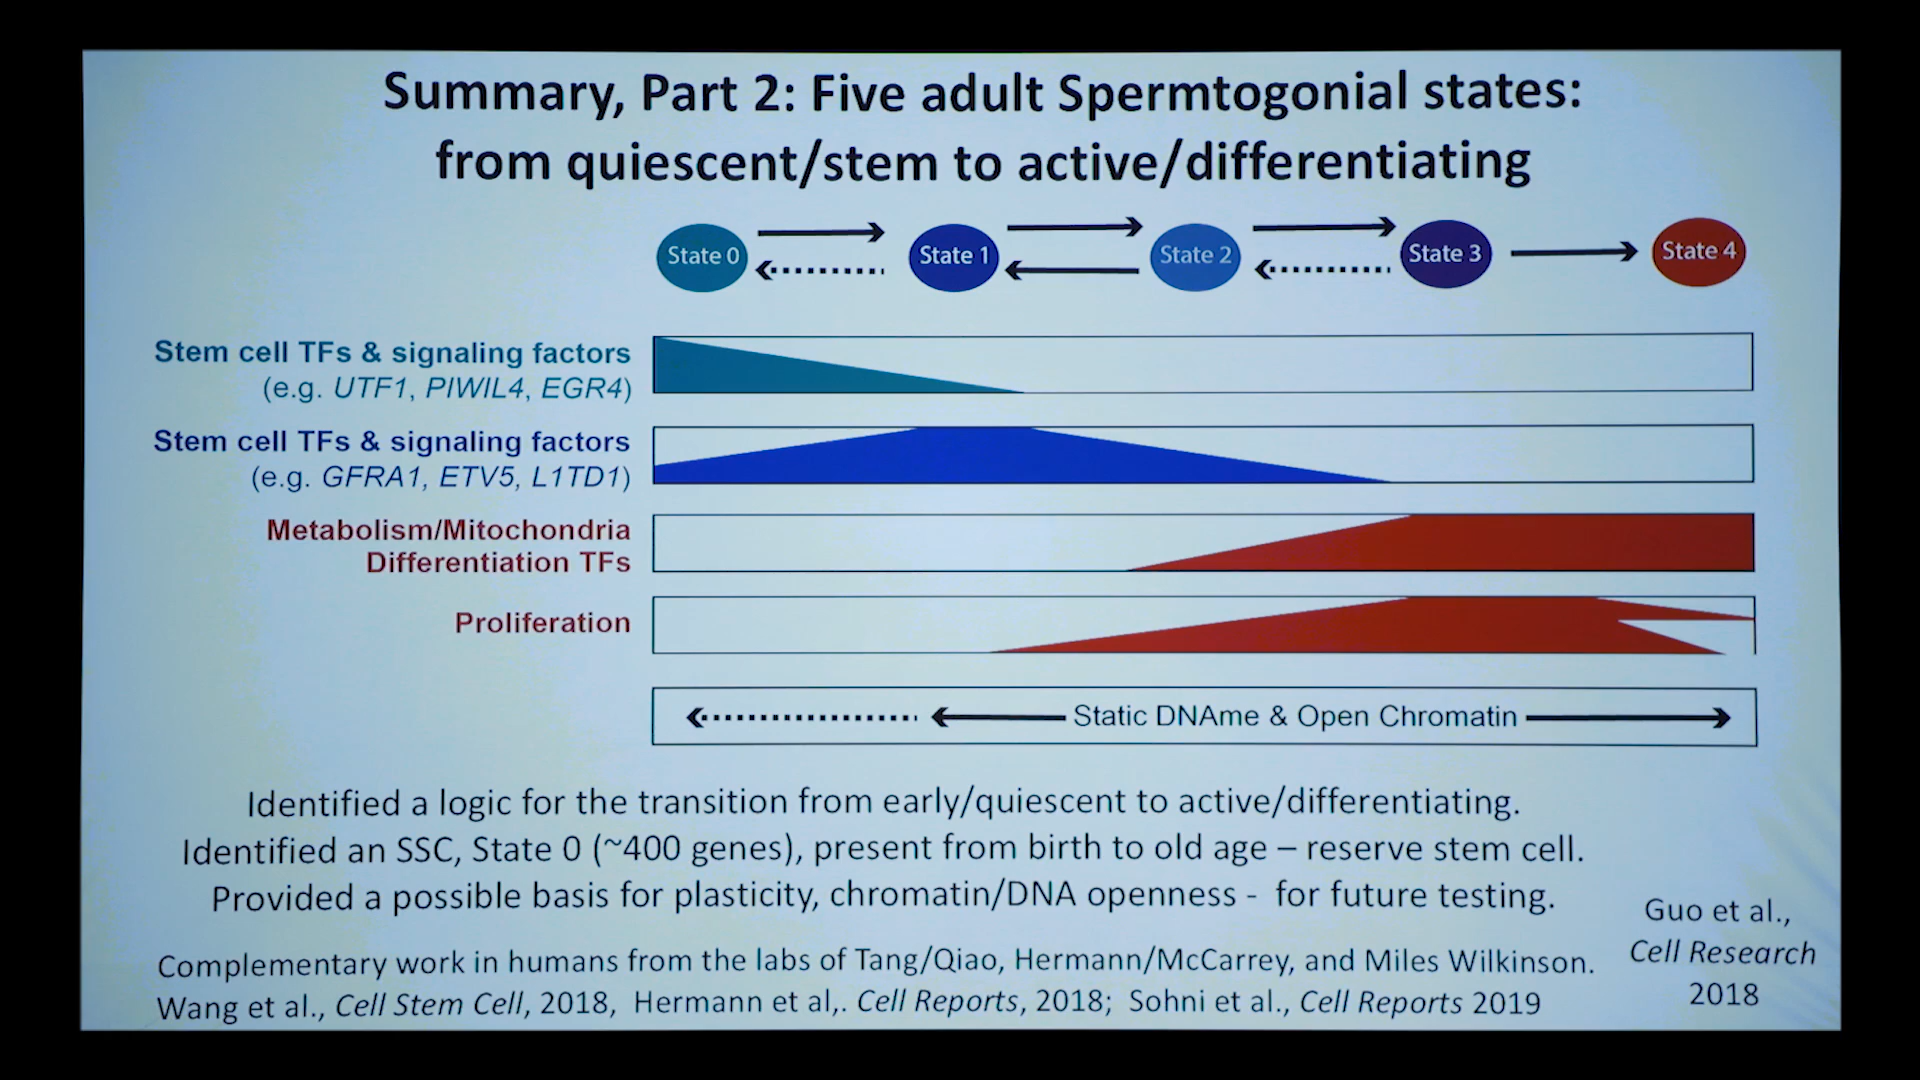 Summary, Part 2: Five adult Spermtogonial states:
from quiescent/stem to active/differentiating
State 0
State 1
State 2
State 3
State 4
Stem cell TFs & signaling factors
(e.g. UTF1, PIWIL4, EGR4)
Stem cell TFs & signaling factors
(e.g. GFRA1, ETV5, L1TD1)
Metabolism/Mitochondria
Differentiation TFs
Proliferation
Static DNAme & Open Chromatin
Identified a logic for the transition from early/quiescent to active/differentiating.
Identified an SSC, State 0 (~400 genes), present from birth to old age – reserve stem cell.
Provided a possible basis for plasticity, chromatin/DNA openness -  for future testing.
Complementary work in humans from the labs of Tang/Qiao, Hermann/McCarrey, and Miles Wilkinson.
Wang et al., Cell Stem Cell, 2018,  Hermann et al,. Cell Reports, 2018;  Sohni et al., Cell Reports 2019
Guo et al.,
Cell Research
2018